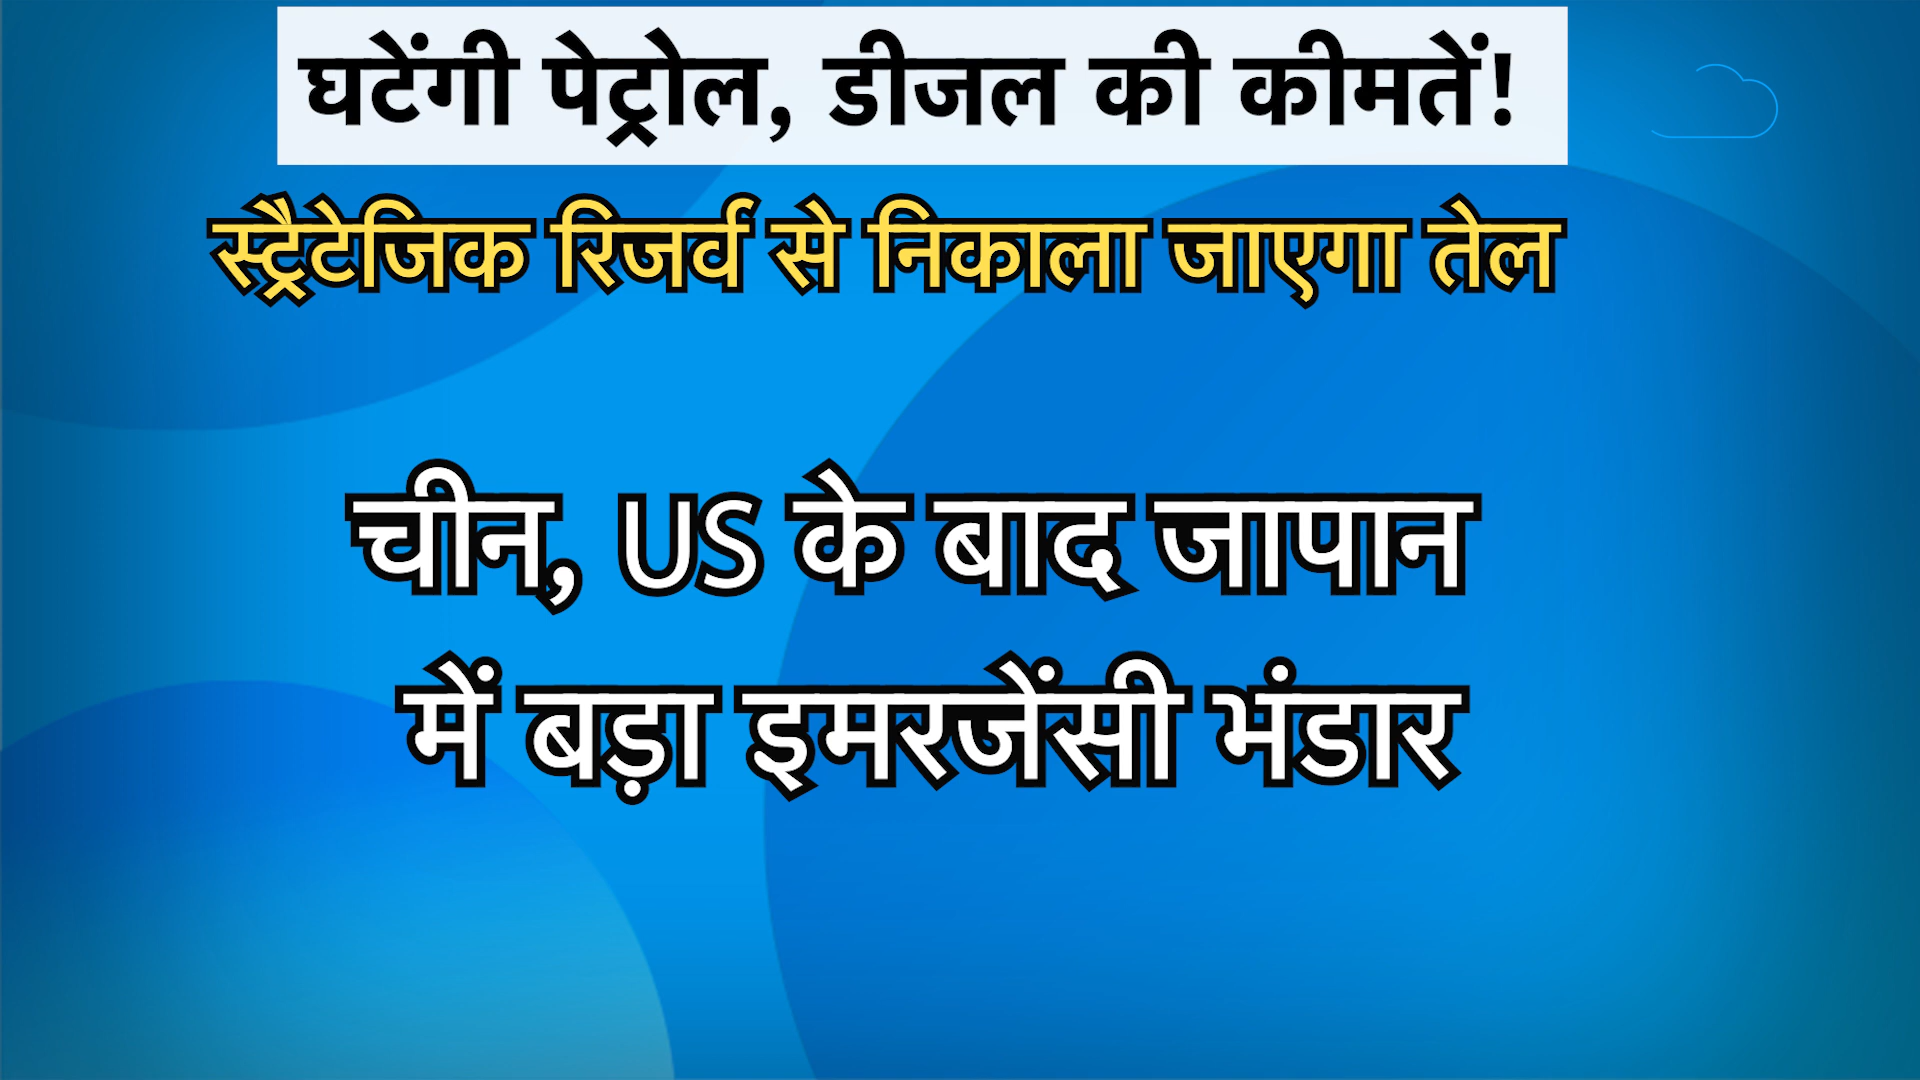 घटेंगी पेट्रोल, डीजल की कीमतें!
स्ट्रैटेजिक रिजर्व से निकाला जाएगा तेल
चीन, US के बाद जापान
में बड़ा इमरजेंसी भंडार